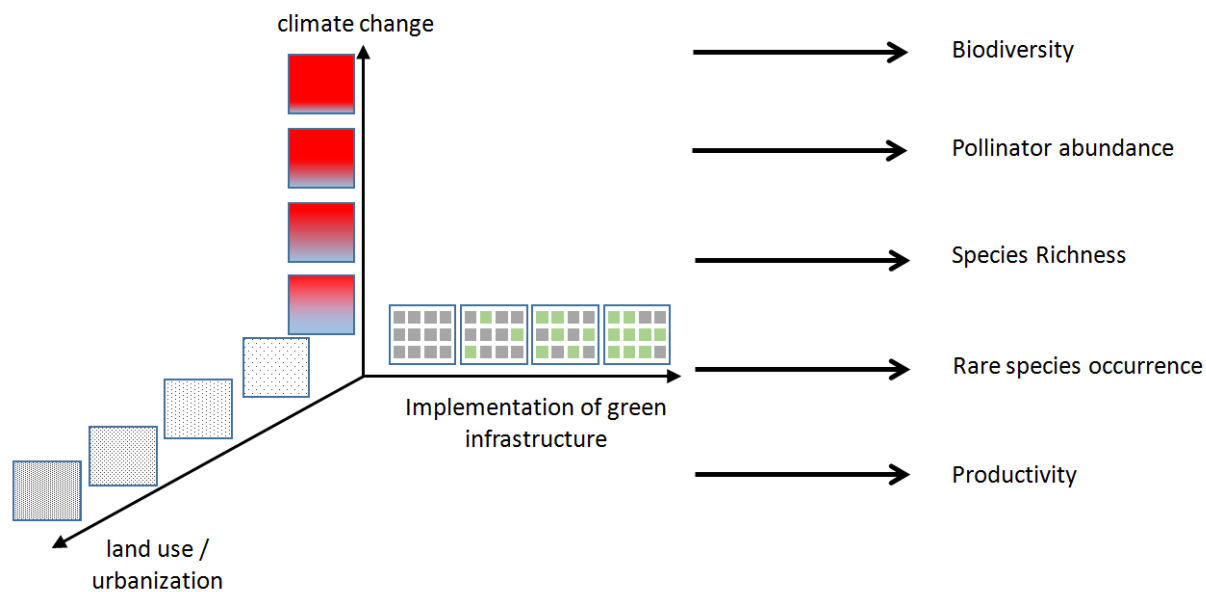 climate change
Biodiversity
Pollinator abundance
Species Richness
Rare species occurrence
Implementation of green
infrastructure
Productivity
land use /
urbanization